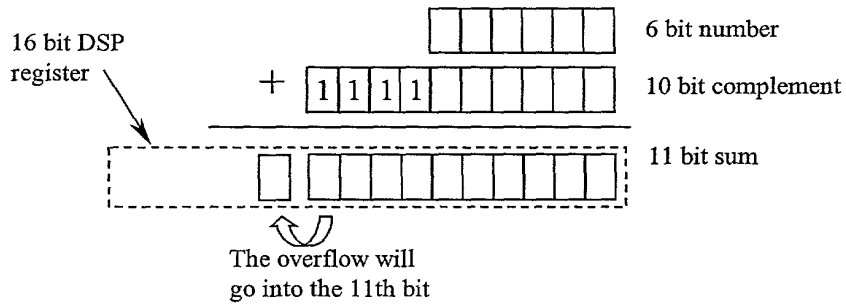 6 bit number
16 bit DSP
register
+ 1 1 1 1
10 bit complement
11 bit sum
The overflow will
go into the 11th bit